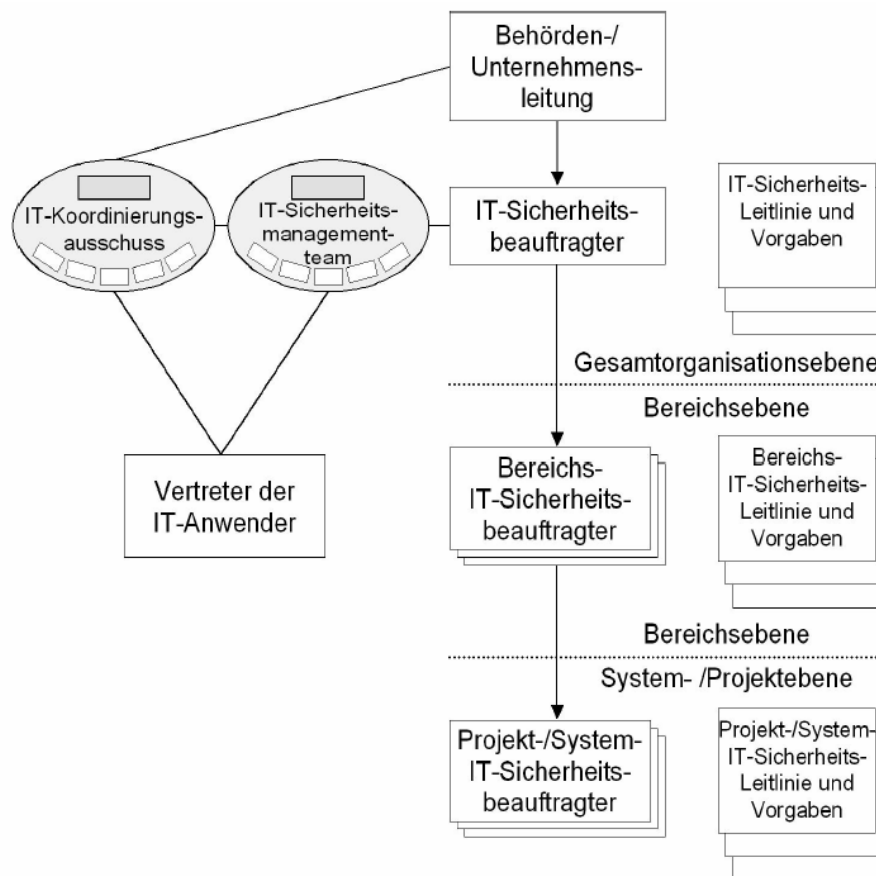 Behörden-/
Unternehmens-
leitung
IT-Koordinierungs-
ausschuss
IT-Sicherheits-
management-
team
IT-Sicherheits-
beauftragter
IT-Sicherheits-
Leitlinie und
Vorgaben
Gesamtorganisationsebene
Bereichsebene
Vertreter der
IT-Anwender
Bereichs-
IT-Sicherheits-
beauftragter
Bereichs-
IT-Sicherheits-
Leitlinie und
Vorgaben
Bereichsebene
System- /Projektebene
Projekt-/System-
IT-Sicherheits-
beauftragter
Projekt-/System-
IT-Sicherheits-
Leitlinie und
Vorgaben